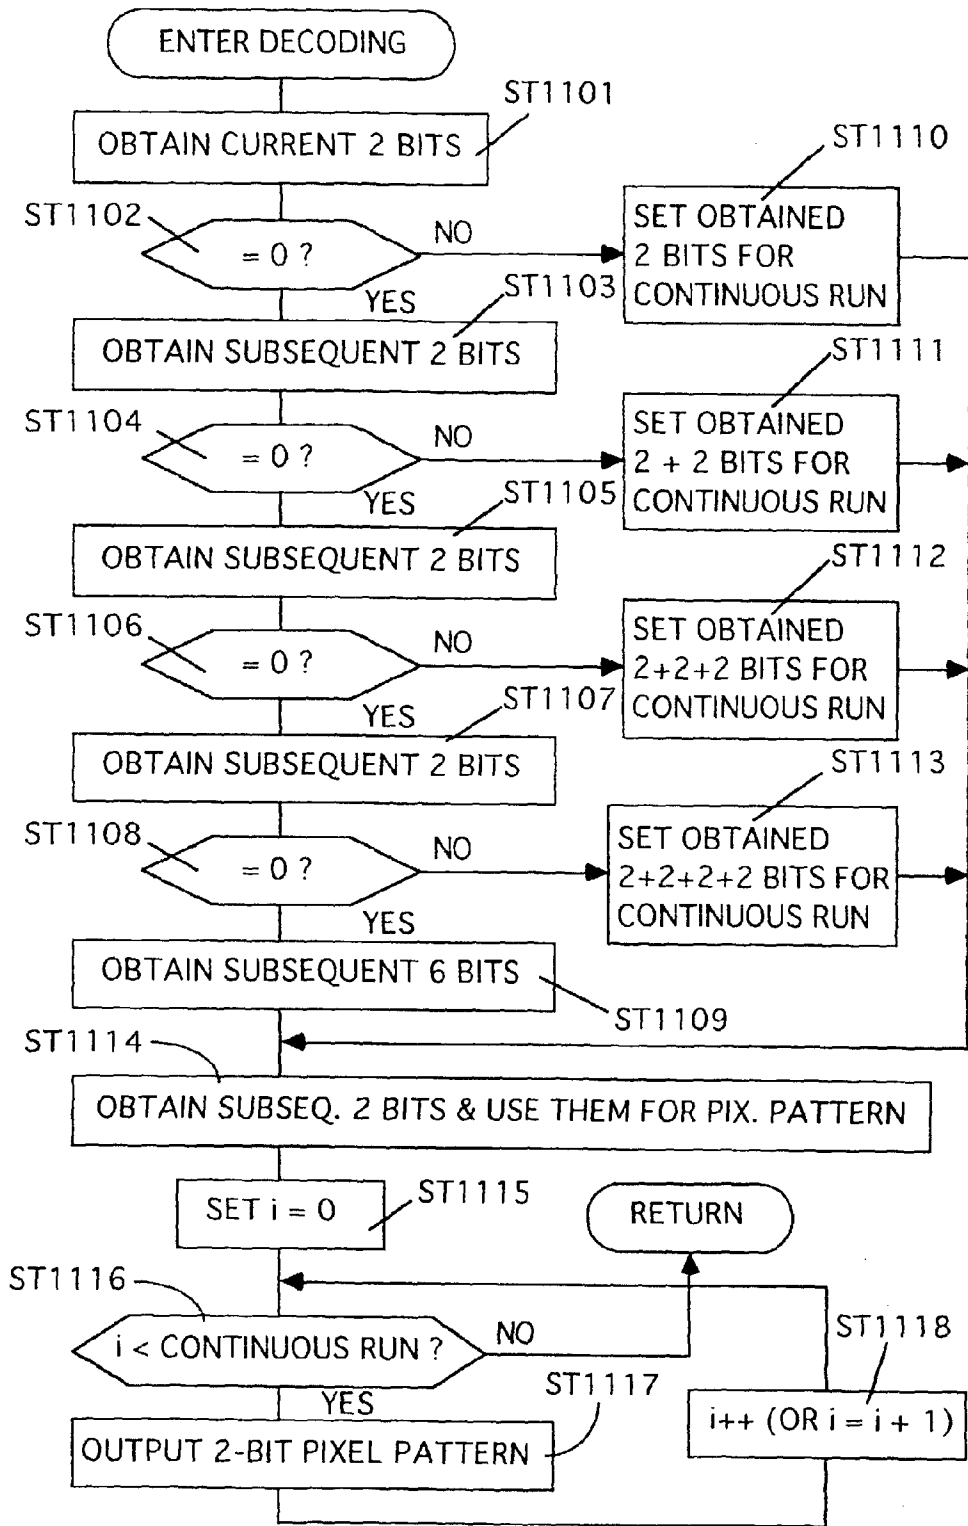 ENTER DECODING
ST1101
OBTAIN CURRENT 2 BITS
ST1110
ST1102
= 0 ?
NO
SET OBTAINED
2 BITS FOR
CONTINUOUS RUN
YES
ST1103
OBTAIN SUBSEQUENT 2 BITS
ST1111
ST1104
= 0 ?
NO
SET OBTAINED
2 + 2 BITS FOR
CONTINUOUS RUN
YES
ST1105
OBTAIN SUBSEQUENT 2 BITS
ST1112
ST1106
= 0 ?
NO
SET OBTAINED
2+2+2 BITS FOR
CONTINUOUS RUN
YES
ST1107
OBTAIN SUBSEQUENT 2 BITS
ST1113
ST1108
= 0 ?
NO
SET OBTAINED
2+2+2+2 BITS FOR
CONTINUOUS RUN
YES
OBTAIN SUBSEQUENT 6 BITS
ST1109
ST1114
OBTAIN SUBSEQ. 2 BITS & USE THEM FOR PIX. PATTERN
SET i = 0
ST1115
RETURN
ST1116
i < CONTINUOUS RUN ?
NO
ST1118
YES
ST1117
i++ (OR i = i + 1)
OUTPUT 2-BIT PIXEL PATTERN